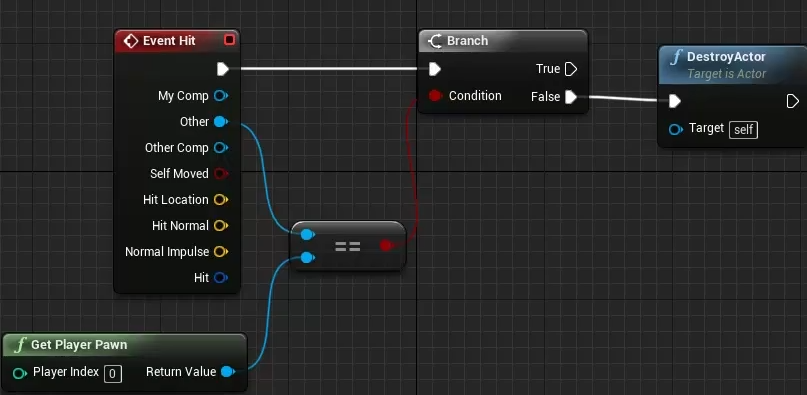 Event Hit
My Comp
Other
Other Comp
Self Moved
Hit Location
Hit Normal
Normal Impulse
Hit
Branch
True
Condition
False
DestroyActor
Target is Actor
Target self
==
Get Player Pawn
Player Index 0 Return Value